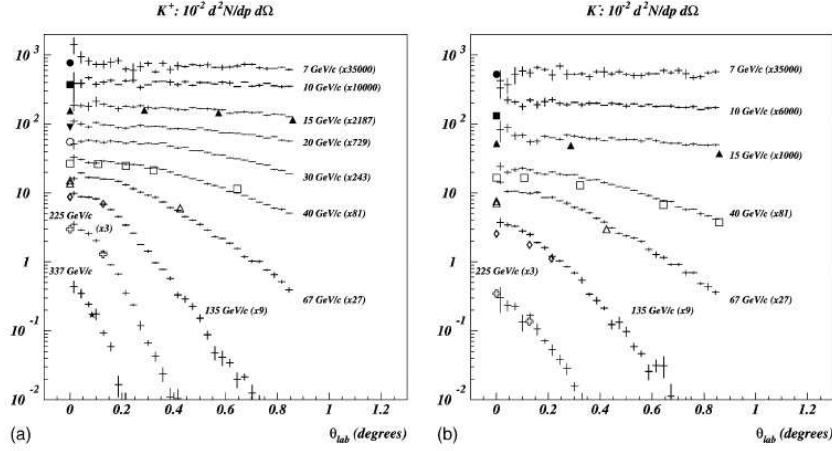 K⁺: 10⁻² d²N/dp dΩ
10³
10²
10
1
10⁻¹
10⁻²
7 GeV/c (x35000)
10 GeV/c (x10000)
15 GeV/c (x2187)
20 GeV/c (x729)
30 GeV/c (x243)
40 GeV/c (x81)
67 GeV/c (x27)
135 GeV/c (x9)
225 GeV/c
(x3)
337 GeV/c
0 0.2 0.4 0.6 0.8 1 1.2
θlab (degrees)
(a)
K⁻: 10⁻² d²N/dp dΩ
10³
10²
10
1
10⁻¹
10⁻²
7 GeV/c (x35000)
10 GeV/c (x6000)
15 GeV/c (x1000)
40 GeV/c (x81)
67 GeV/c (x27)
135 GeV/c (x9)
225 GeV/c (x3)
0 0.2 0.4 0.6 0.8 1 1.2
θlab (degrees)
(b)